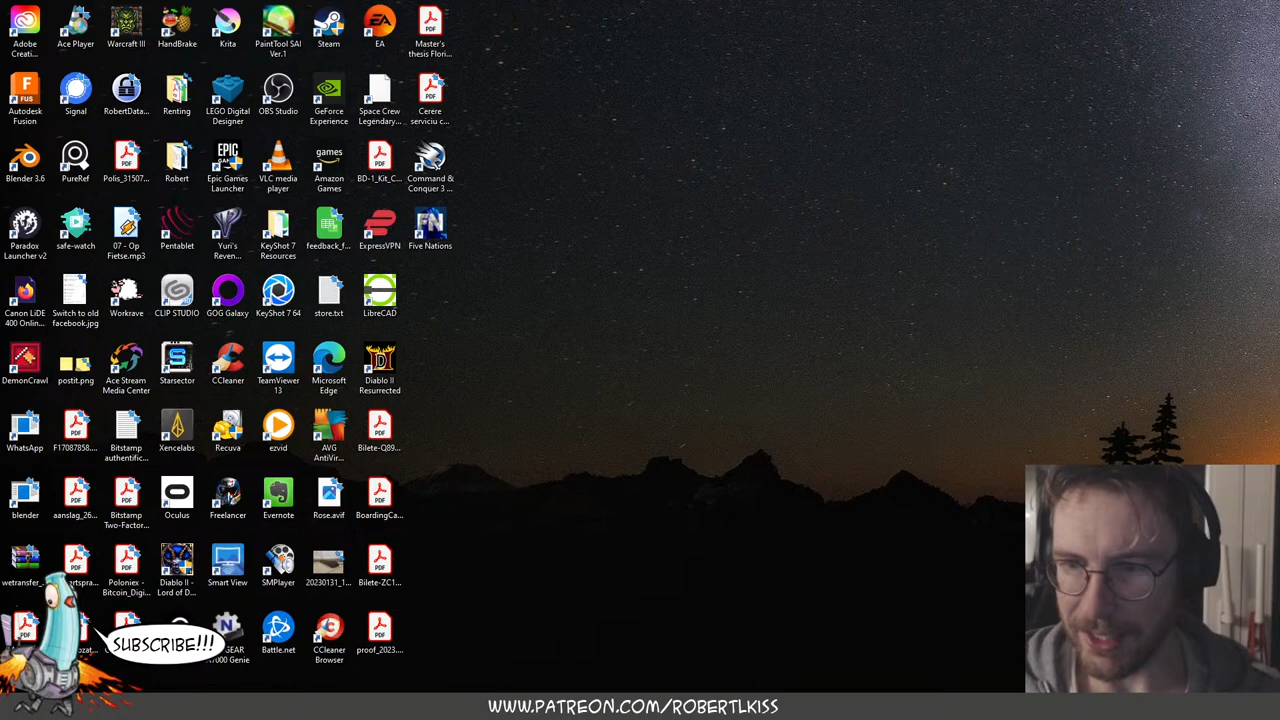 Adobe
Creati...
Ace Player
Warcraft III
HandBrake
Krita
PaintTool SAI
Ver.1
Steam
EA
Master's
thesis Flori...
Autodesk
Fusion
Signal
RobertData...
Renting
LEGO Digital
Designer
OBS Studio
GeForce
Experience
Space Crew
Legendary...
Cerere
serviciu c...
Blender 3.6
PureRef
Polis_31507...
Robert
Epic Games
Launcher
VLC media
player
Amazon
Games
BD-1_Kit_C...
Command &
Conquer 3 ...
Paradox
Launcher v2
safe-watch
07 - Op
Fietse.mp3
Pentablet
Yuri's
Reven...
KeyShot 7
Resources
feedback_f...
ExpressVPN
Five Nations
Canon LiDE
400 Onlin...
Switch to old
facebook.jpg
Workrave
CLIP STUDIO
GOG Galaxy
KeyShot 7 64
store.txt
LibreCAD
DemonCrawl
postit.png
Ace Stream
Media Center
Starsector
CCleaner
TeamViewer
13
Microsoft
Edge
Diablo II
Resurrected
WhatsApp
F17087858...
Bitstamp
authentific...
Xencelabs
Recuva
ezvid
AVG
AntiVir...
Bilete-Q89...
blender
aanslag_26...
Bitstamp
Two-Factor...
Oculus
Freelancer
Evernote
Rose.avif
BoardingCa...
wetransfer_
Poloniex -
Bitcoin_Digi...
Diablo II -
Lord of D...
Smart View
SMPlayer
20230131_1...
Bilete-ZC1...
SUBSCRIBE!!!
Battle.net
CCleaner
Browser
proof_2023....
WWW.PATREON.COM/ROBERTLKISS